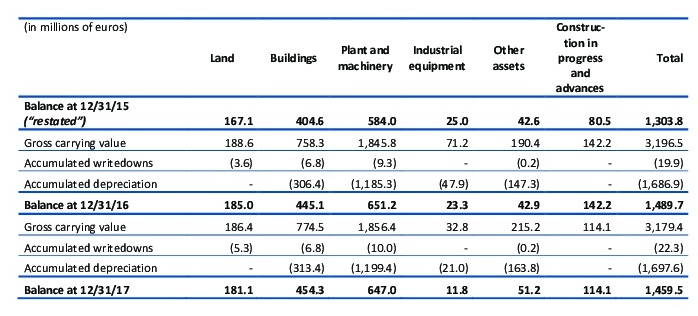 (in millions of euros) Land Buildings Plant and machinery Industrial equipment Other assets Construc-tion in progress and advances Total
Balance at 12/31/15 ("restated") 167.1 404.6 584.0 25.0 42.6 80.5 1,303.8
Gross carrying value 188.6 758.3 1,845.8 71.2 190.4 142.2 3,196.5
Accumulated writedowns (3.6) (6.8) (9.3) - (0.2) - (19.9)
Accumulated depreciation - (306.4) (1,185.3) (47.9) (147.3) - (1,686.9)
Balance at 12/31/16 185.0 445.1 651.2 23.3 42.9 142.2 1,489.7
Gross carrying value 186.4 774.5 1,856.4 32.8 215.2 114.1 3,179.4
Accumulated writedowns (5.3) (6.8) (10.0) - (0.2) - (22.3)
Accumulated depreciation - (313.4) (1,199.4) (21.0) (163.8) - (1,697.6)
Balance at 12/31/17 181.1 454.3 647.0 11.8 51.2 114.1 1,459.5